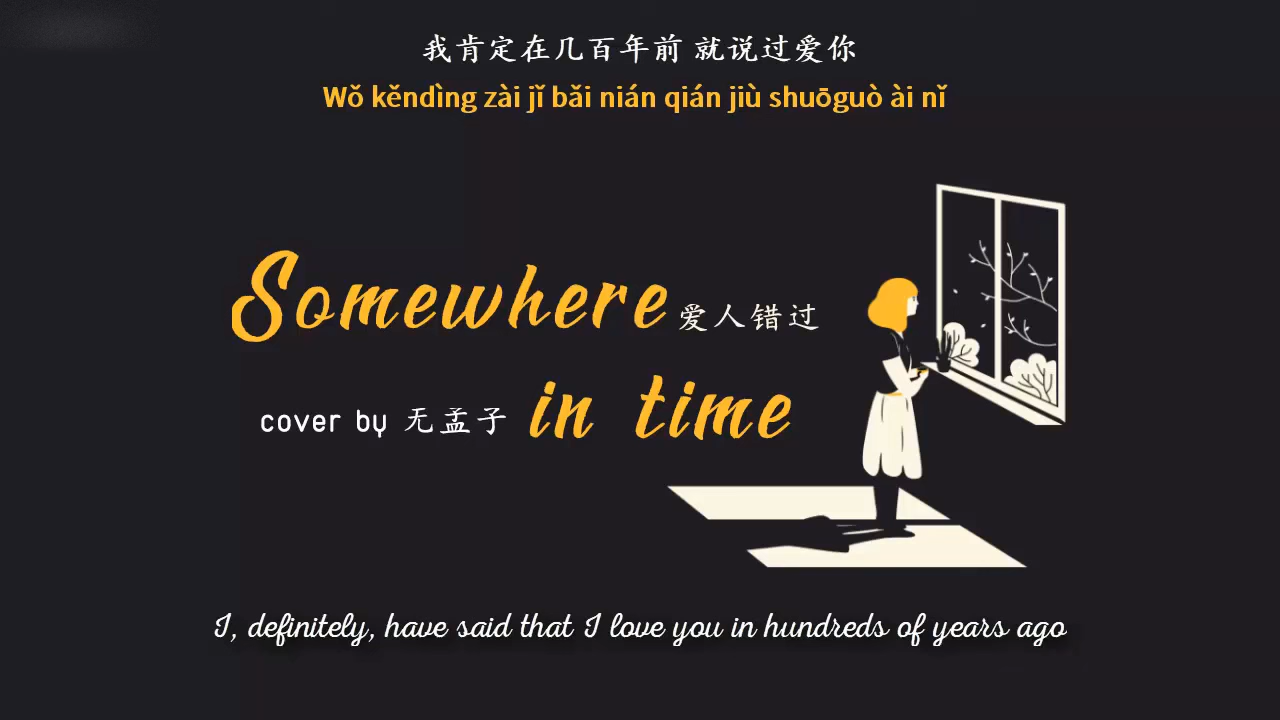 我肯定在几百年前 就说过爱你
Wǒ kěndìng zài jǐ bǎi nián qián jiù shuōguò ài nǐ
Somewhere 爱人错过
cover by 无孟子 in time
I, definitely, have said that I love you in hundreds of years ago